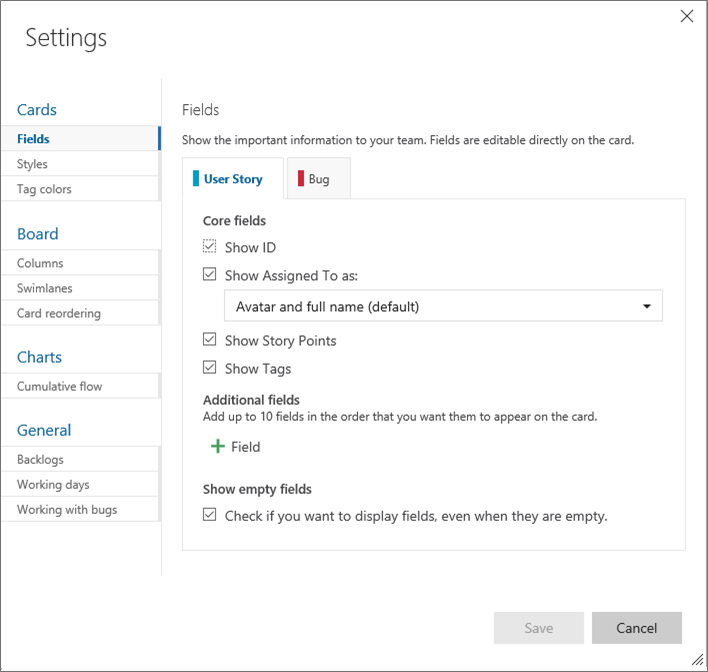 Settings
Cards
Fields
Styles
Tag colors
Board
Columns
Swimlanes
Card reordering
Charts
Cumulative flow
General
Backlogs
Working days
Working with bugs
Fields
Show the important information to your team. Fields are editable directly on the card.
User Story
Bug
Core fields
Show ID
Show Assigned To as:
Avatar and full name (default)
Show Story Points
Show Tags
Additional fields
Add up to 10 fields in the order that you want them to appear on the card.
Field
Show empty fields
Check if you want to display fields, even when they are empty.
Save
Cancel